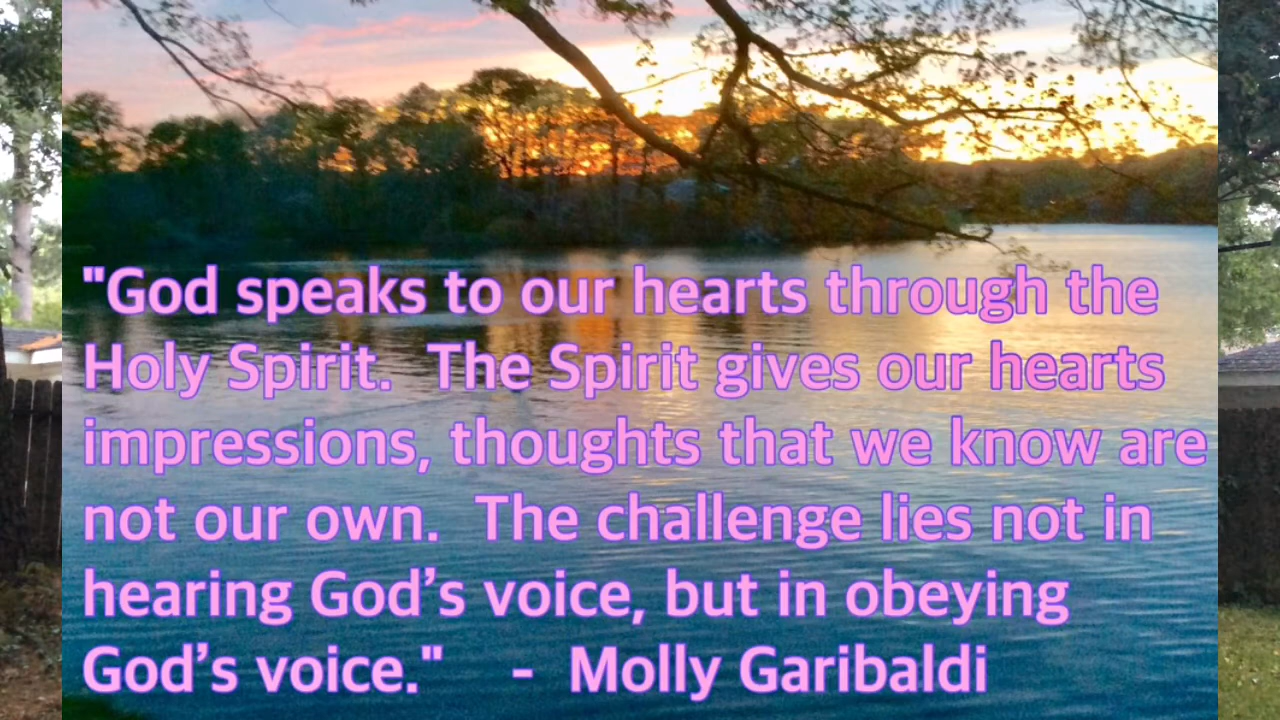 "God speaks to our hearts through the
Holy Spirit.  The Spirit gives our hearts
impressions, thoughts that we know are
not our own.  The challenge lies not in
hearing God’s voice, but in obeying
God’s voice."   -  Molly Garibaldi